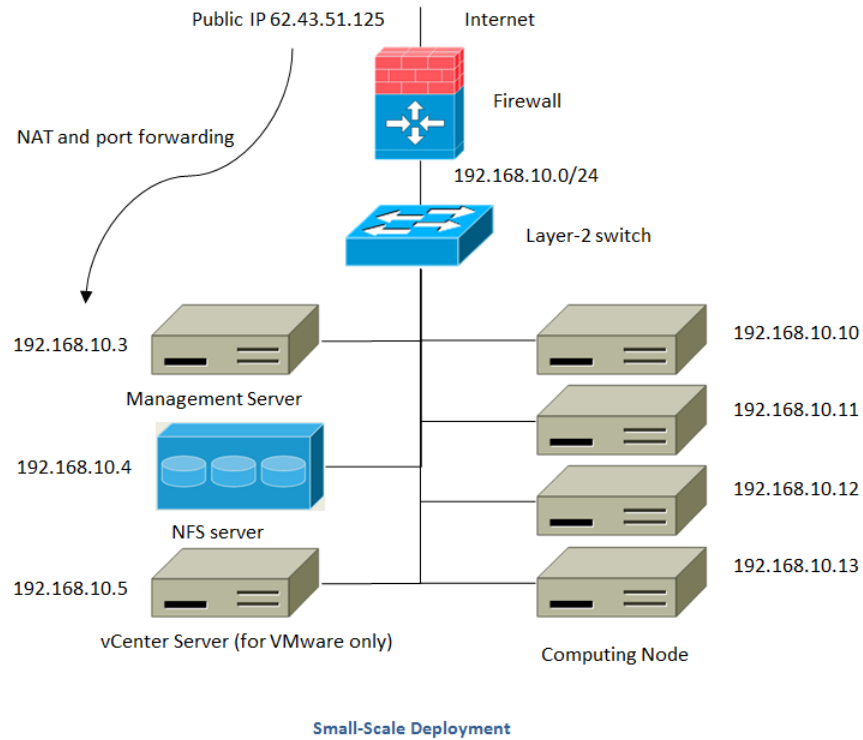 Public IP 62.43.51.125
Internet
Firewall
NAT and port forwarding
192.168.10.0/24
Layer-2 switch
192.168.10.3
Management Server
192.168.10.10
192.168.10.11
192.168.10.4
NFS server
192.168.10.12
192.168.10.5
vCenter Server (for VMware only)
192.168.10.13
Computing Node
Small-Scale Deployment